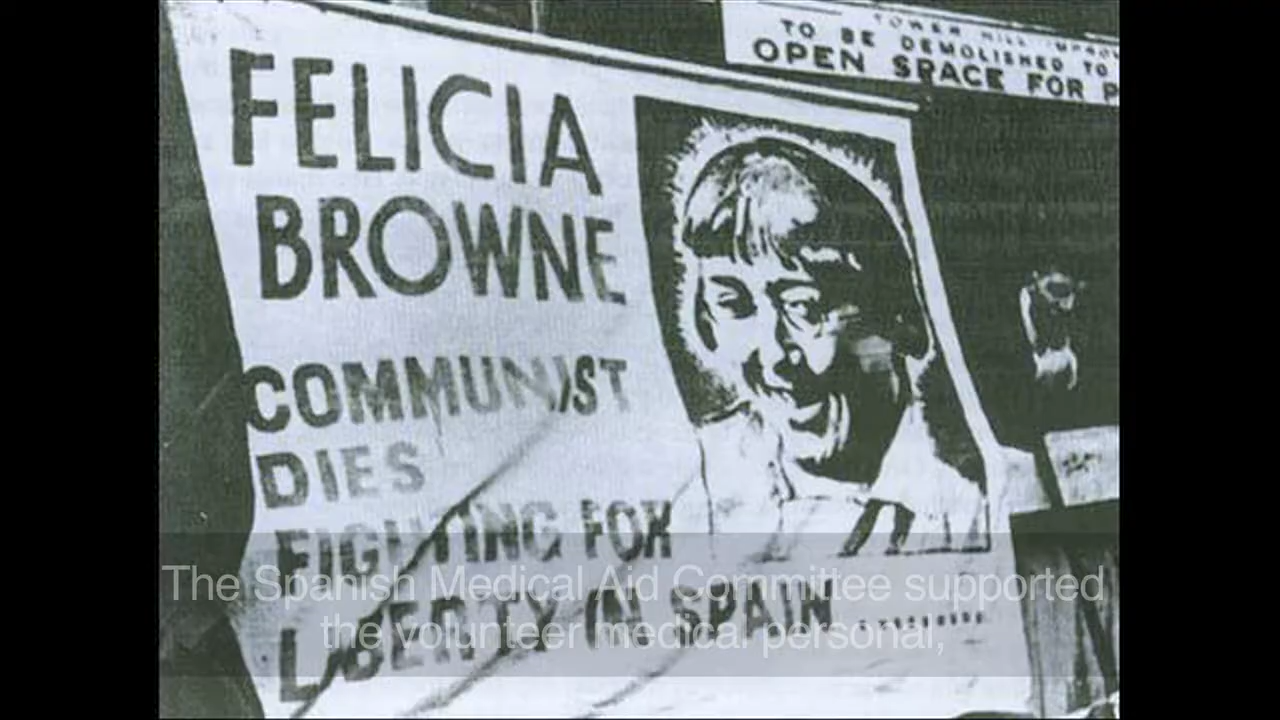 TO BE DEMOLISHED TO
OPEN SPACE FOR P
FELICIA
BROWNE
COMMUNIST
DIES
FIGHTING FOR
LIBERTY IN SPAIN
The Spanish Medical Aid Committee supported
the volunteer medical personal,